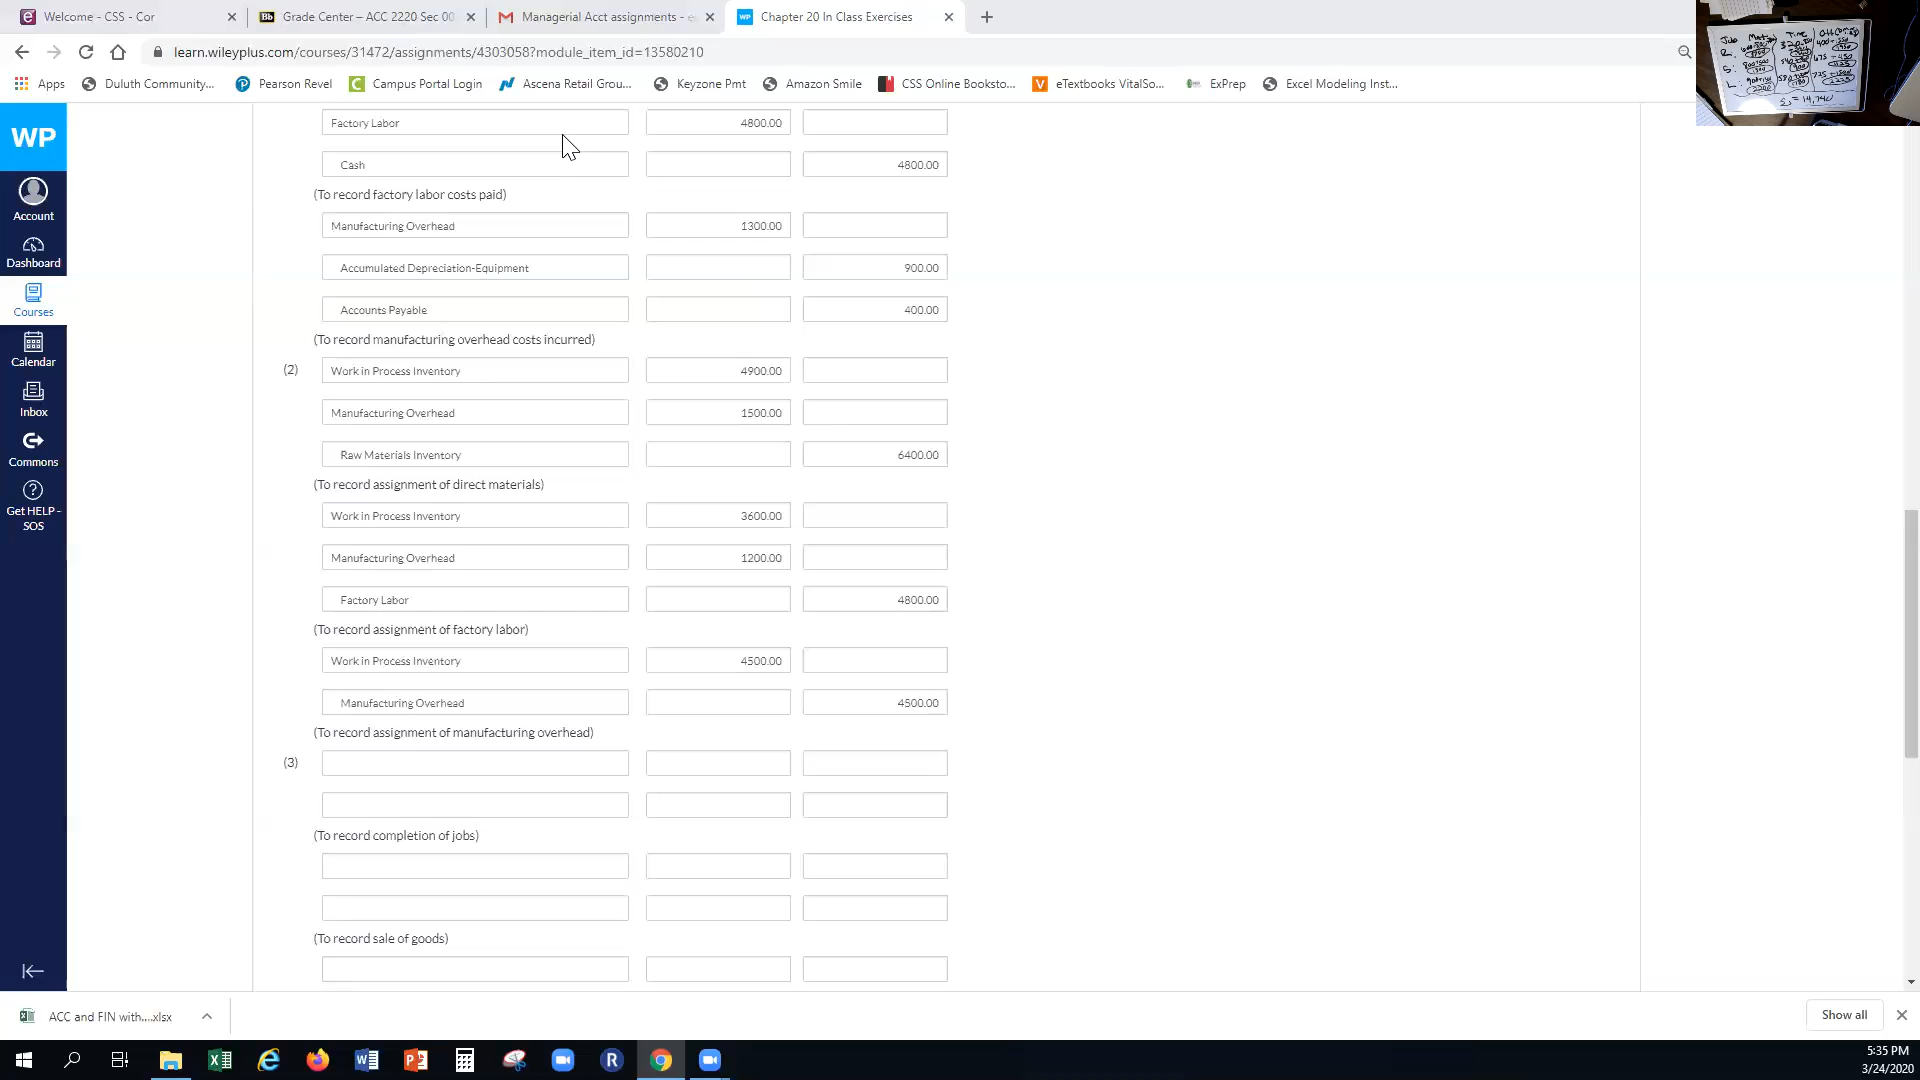 Welcome - CSS - Cor
Grade Center – ACC 2220 Sec 00
Managerial Acct assignments - e
Chapter 20 In Class Exercises
learn.wileyplus.com/courses/31472/assignments/4303058?module_item_id=13580210
Apps
Duluth Community...
Pearson Revel
Campus Portal Login
Ascena Retail Grou...
Keyzone Pmt
Amazon Smile
CSS Online Booksto...
eTextbooks VitalSo...
ExPrep
Excel Modeling Inst...
WP
Account
Dashboard
Courses
Calendar
Inbox
Commons
Get HELP -
SOS
Factory Labor 4800.00
Cash 4800.00
(To record factory labor costs paid)
Manufacturing Overhead 1300.00
Accumulated Depreciation-Equipment 900.00
Accounts Payable 400.00
(To record manufacturing overhead costs incurred)
(2) Work in Process Inventory 4900.00
Manufacturing Overhead 1500.00
Raw Materials Inventory 6400.00
(To record assignment of direct materials)
Work in Process Inventory 3600.00
Manufacturing Overhead 1200.00
Factory Labor 4800.00
(To record assignment of factory labor)
Work in Process Inventory 4500.00
Manufacturing Overhead 4500.00
(To record assignment of manufacturing overhead)
(3)
(To record completion of jobs)
(To record sale of goods)
ACC and FIN with....xlsx
Show all
5:35 PM
3/24/2020